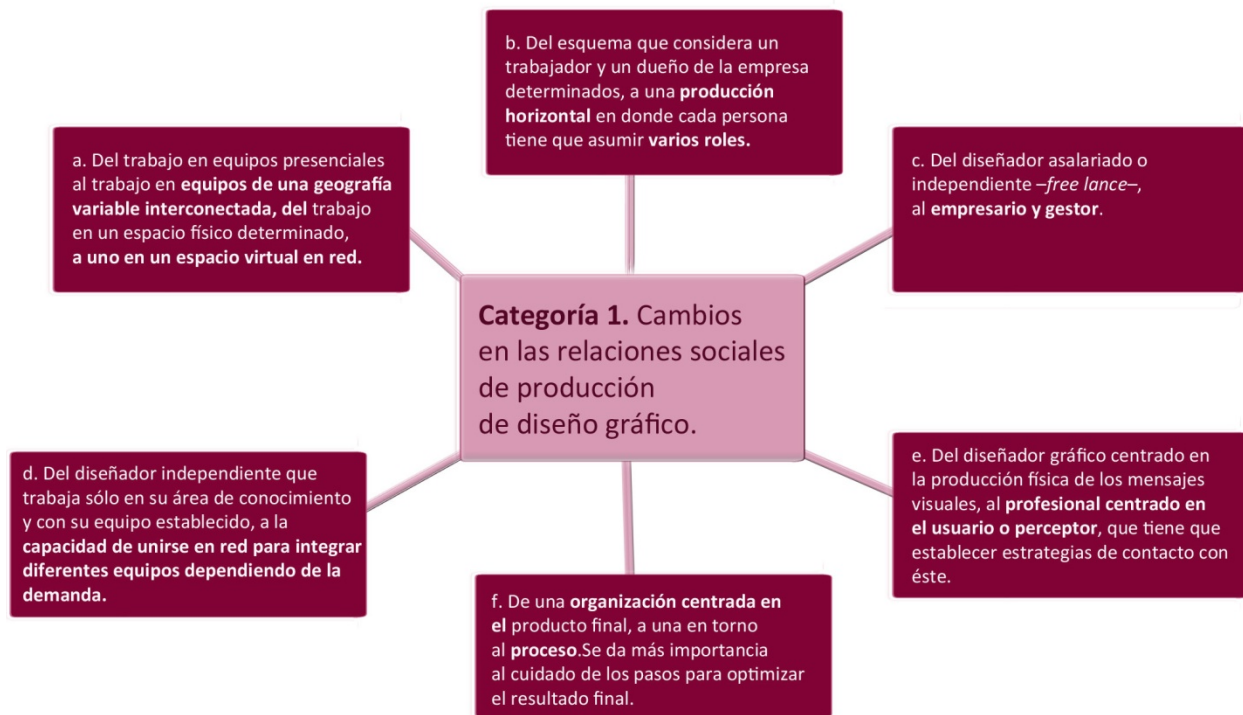 b. Del esquema que considera un
trabajador y un dueño de la empresa
determinados, a una producción
horizontal en donde cada persona
tiene que asumir varios roles.
a. Del trabajo en equipos presenciales
al trabajo en equipos de una geografía
variable interconectada, del trabajo
en un espacio físico determinado,
a uno en un espacio virtual en red.
c. Del diseñador asalariado o
independiente –free lance–,
al empresario y gestor.
Categoría 1. Cambios
en las relaciones sociales
de producción
de diseño gráfico.
d. Del diseñador independiente que
trabaja sólo en su área de conocimiento
y con su equipo establecido, a la
capacidad de unirse en red para integrar
diferentes equipos dependiendo de la
demanda.
e. Del diseñador gráfico centrado en
la producción física de los mensajes
visuales, al profesional centrado en
el usuario o perceptor, que tiene que
establecer estrategias de contacto con
éste.
f. De una organización centrada en
el producto final, a una en torno
al proceso.Se da más importancia
al cuidado de los pasos para optimizar
el resultado final.